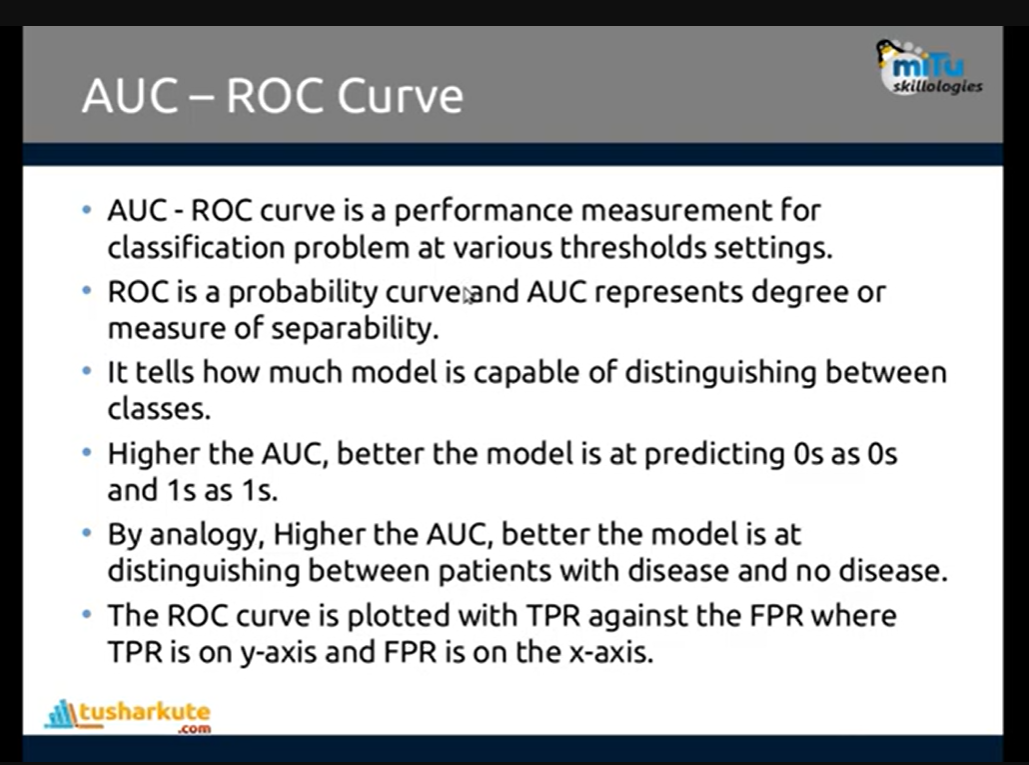 AUC – ROC Curve
miTu
skillologies
• AUC - ROC curve is a performance measurement for
classification problem at various thresholds settings.
• ROC is a probability curve and AUC represents degree or
measure of separability.
• It tells how much model is capable of distinguishing between
classes.
• Higher the AUC, better the model is at predicting 0s as 0s
and 1s as 1s.
• By analogy, Higher the AUC, better the model is at
distinguishing between patients with disease and no disease.
• The ROC curve is plotted with TPR against the FPR where
TPR is on y-axis and FPR is on the x-axis.
tusharkute
.com